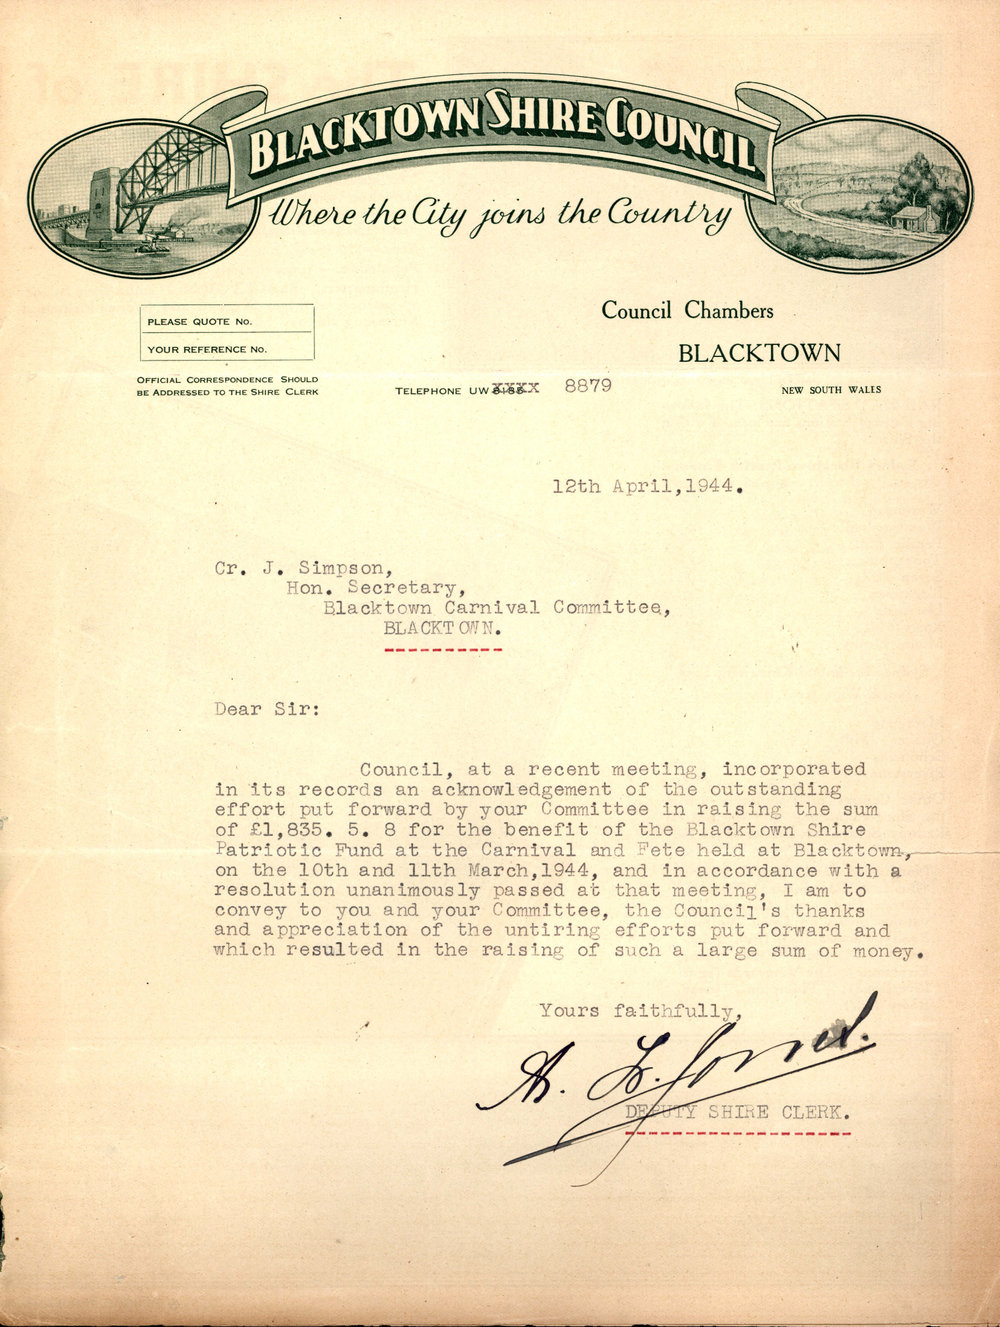 BLACKTOWN SHIRE COUNCIL
Where the City joins the Country
PLEASE QUOTE No.
YOUR REFERENCE No.
OFFICIAL CORRESPONDENCE SHOULD
BE ADDRESSED TO THE SHIRE CLERK
Council Chambers
BLACKTOWN
TELEPHONE UW XXXX 8879
NEW SOUTH WALES
12th April,1944.
Cr. J. Simpson,
Hon. Secretary,
Blacktown Carnival Committee,
BLACKTOWN.
Dear Sir:
Council, at a recent meeting, incorporated
in its records an acknowledgement of the outstanding
effort put forward by your Committee in raising the sum
of £1,835. 5. 8 for the benefit of the Blacktown Shire
Patriotic Fund at the Carnival and Fete held at Blacktown,
on the 10th and 11th March,1944, and in accordance with a
resolution unanimously passed at that meeting, I am to
convey to you and your Committee, the Council's thanks
and appreciation of the untiring efforts put forward and
which resulted in the raising of such a large sum of money.
Yours faithfully,
DEPUTY SHIRE CLERK.